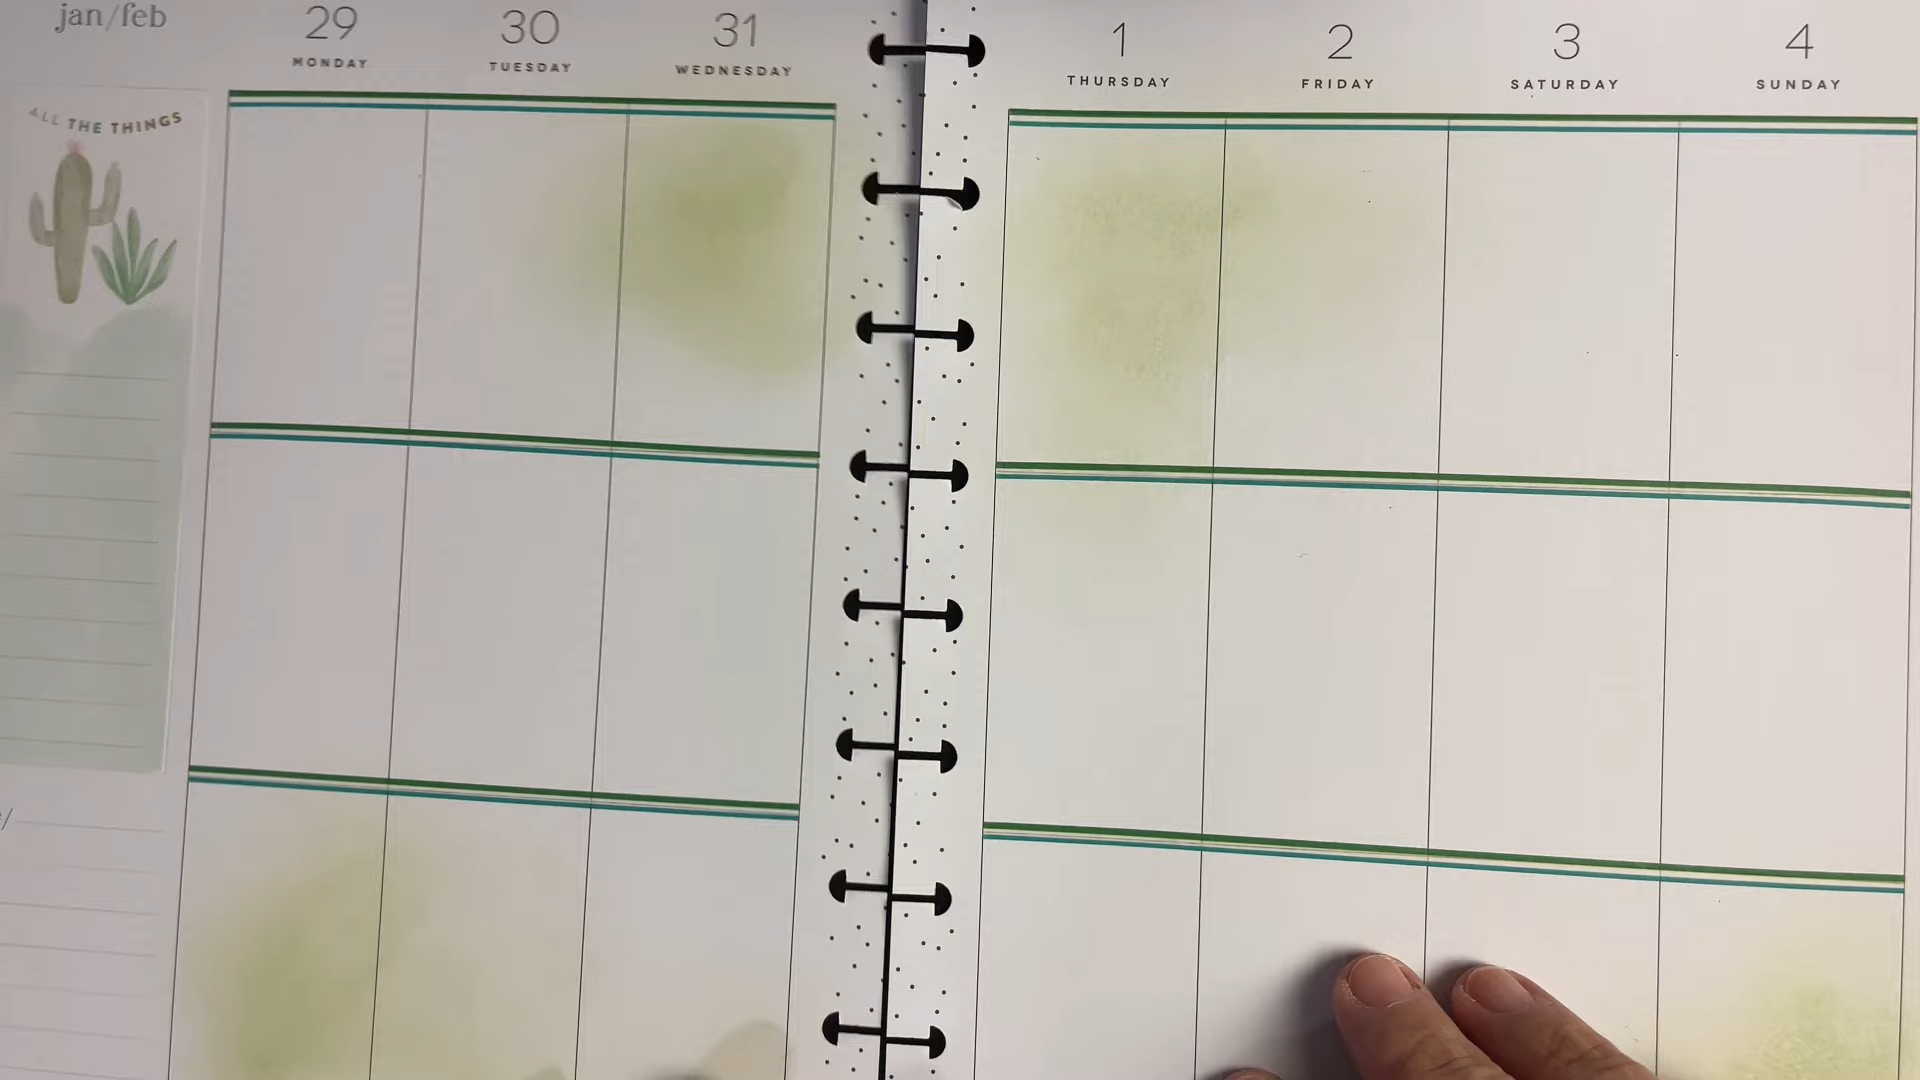 jan/feb
29 30 31 1 2 3 4
MONDAY TUESDAY WEDNESDAY THURSDAY FRIDAY SATURDAY SUNDAY
ALL THE THINGS